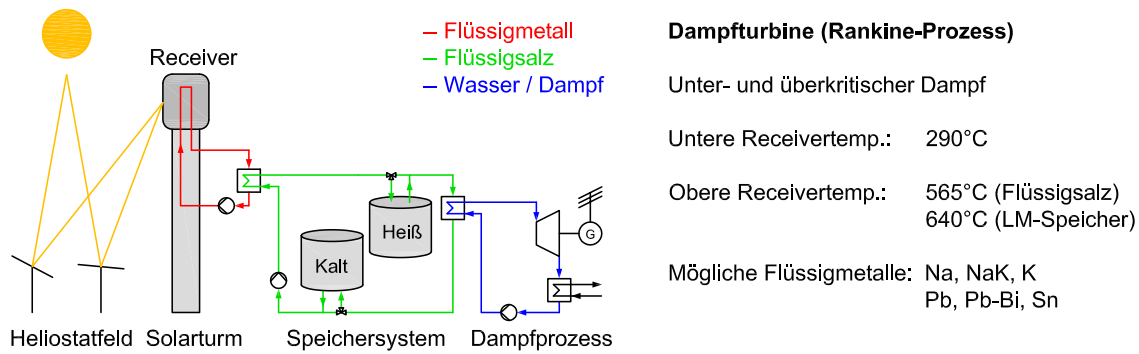 Receiver
– Flüssigmetall
– Flüssigsalz
– Wasser / Dampf
Heiß
Kalt
G
Heliostatfeld
Solarturm
Speichersystem
Dampfprozess
Dampfturbine (Rankine-Prozess)
Unter- und überkritischer Dampf
Untere Receivertemp.: 290°C
Obere Receivertemp.: 565°C (Flüssigsalz)
640°C (LM-Speicher)
Mögliche Flüssigmetalle: Na, NaK, K
Pb, Pb-Bi, Sn